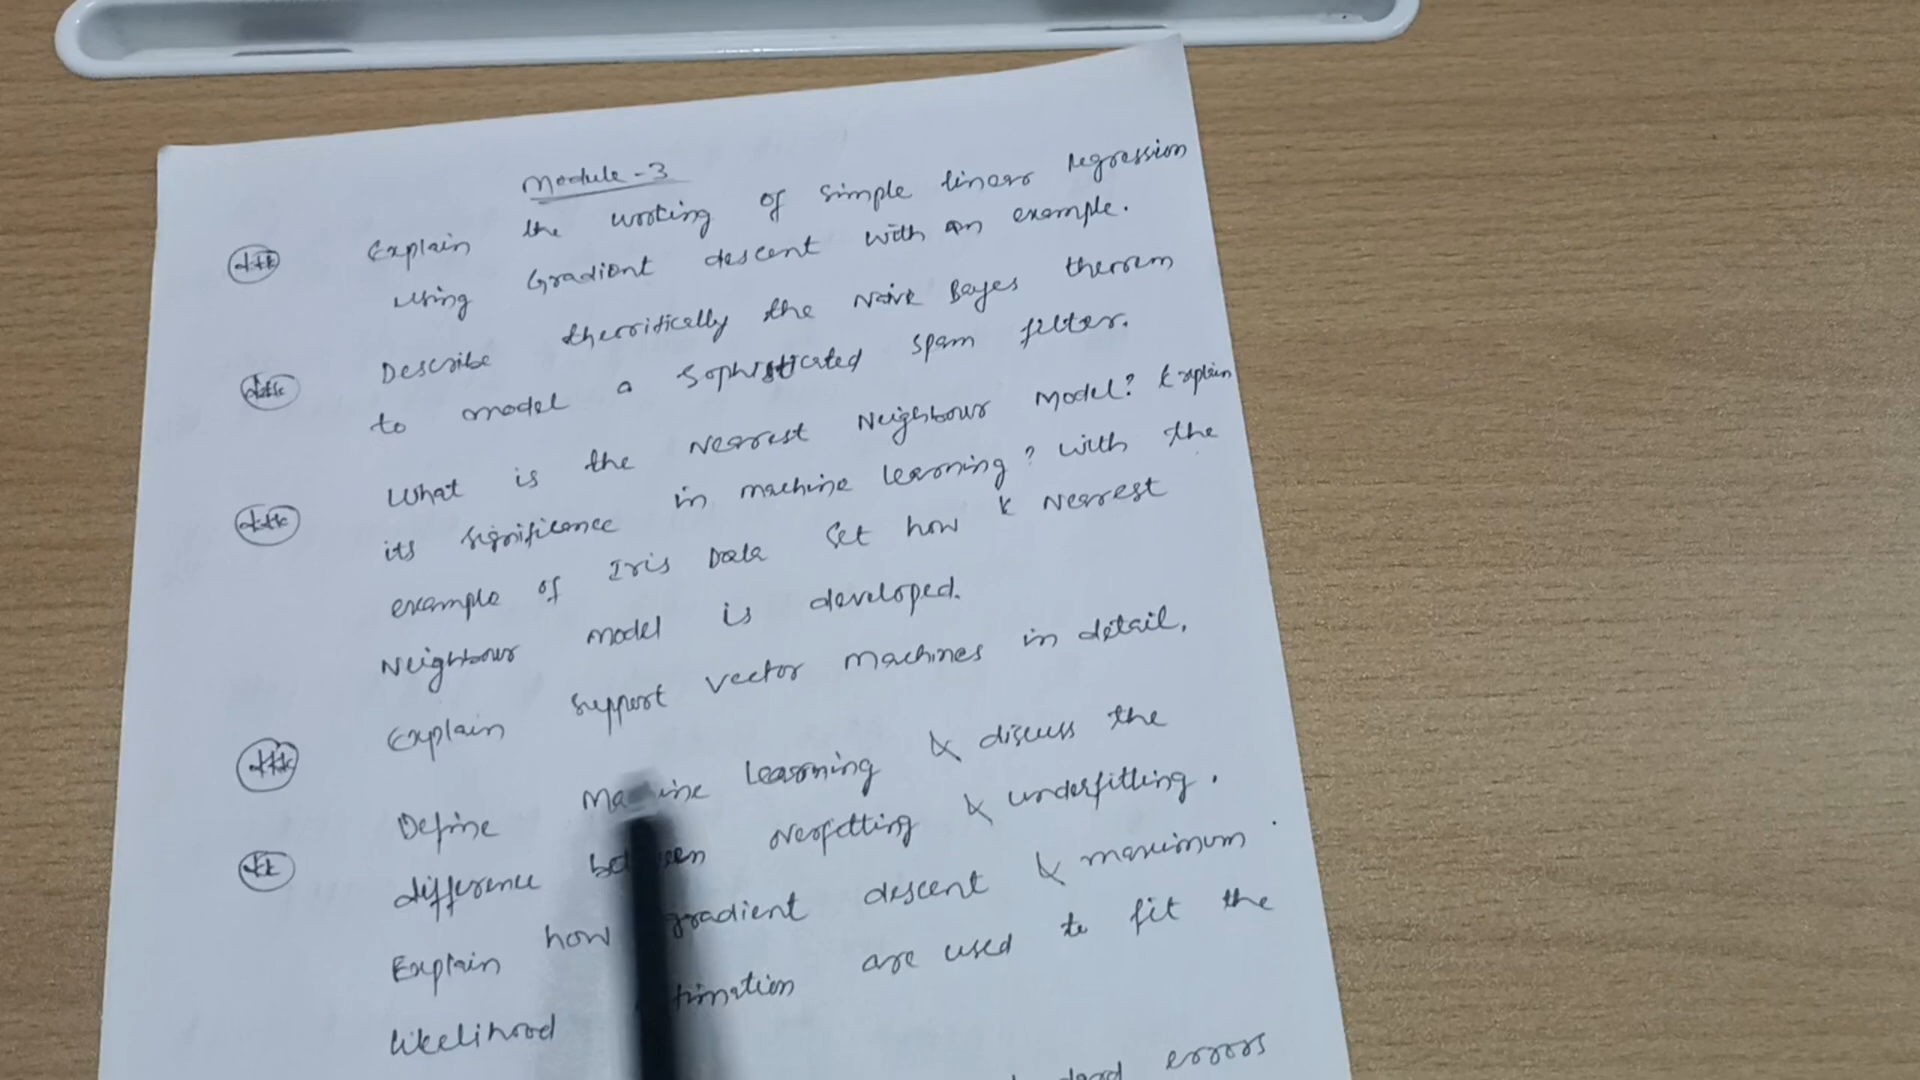 Module - 3
Explain the working of simple linear regression
using Gradient descent with an example.
Describe theoritically the Naive Bayes theorem
to model a sophisticated spam filter.
What is the Nearest Neighbour Model? Explain
its significance in machine learning? With the
example of Iris Data Set how k Nearest
Neighbour model is developed.
Explain support vector machines in detail.
Define learning & discuss the
difference overfitting & underfitting.
Explain how gradient descent & maximum
likelihood are used to fit the
errors